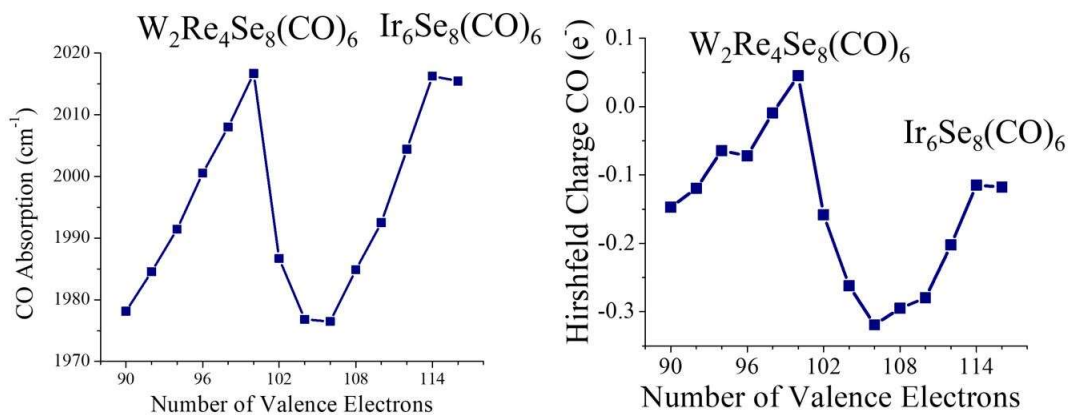 W₂Re₄Se₈(CO)₆ Ir₆Se₈(CO)₆
2020
2010
2000
1990
1980
1970
CO Absorption (cm⁻¹)
90 96 102 108 114
Number of Valence Electrons
W₂Re₄Se₈(CO)₆
Ir₆Se₈(CO)₆
0.1
0.0
-0.1
-0.2
-0.3
Hirshfeld Charge CO (e⁻)
90 96 102 108 114
Number of Valence Electrons